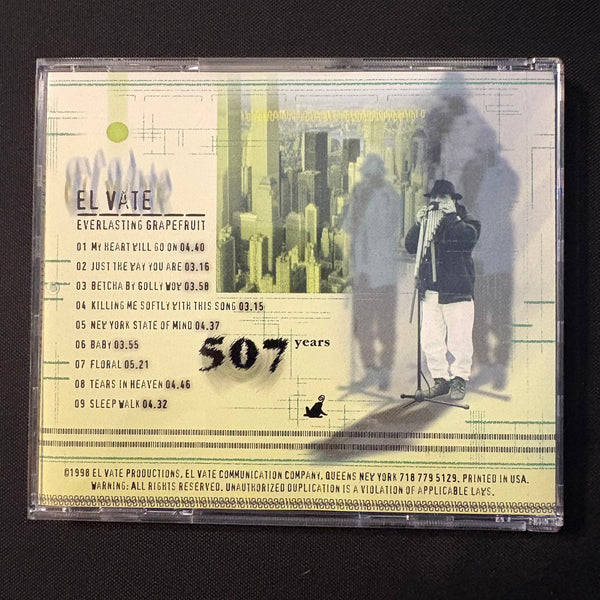 EL VATE
EVERLASTING GRAPEFRUIT
01 MY HEART WILL GO ON 04.40
02 JUST THE WAY YOU ARE 03.16
03 BETCHA BY GOLLY WOW 03.58
04 KILLING ME SOFTLY WITH THIS SONG 03.15
05 NEW YORK STATE OF MIND 04.37
06 BABY 03.55
07 FLORAL 05.21
08 TEARS IN HEAVEN 04.46
09 SLEEP WALK 04.32
507 years
©1998 EL VATE PRODUCTIONS, EL VATE COMMUNICATION COMPANY, QUEENS NEW YORK 718 779 5129. PRINTED IN USA.
WARNING: ALL RIGHTS RESERVED. UNAUTHORIZED DUPLICATION IS A VIOLATION OF APPLICABLE LAWS.